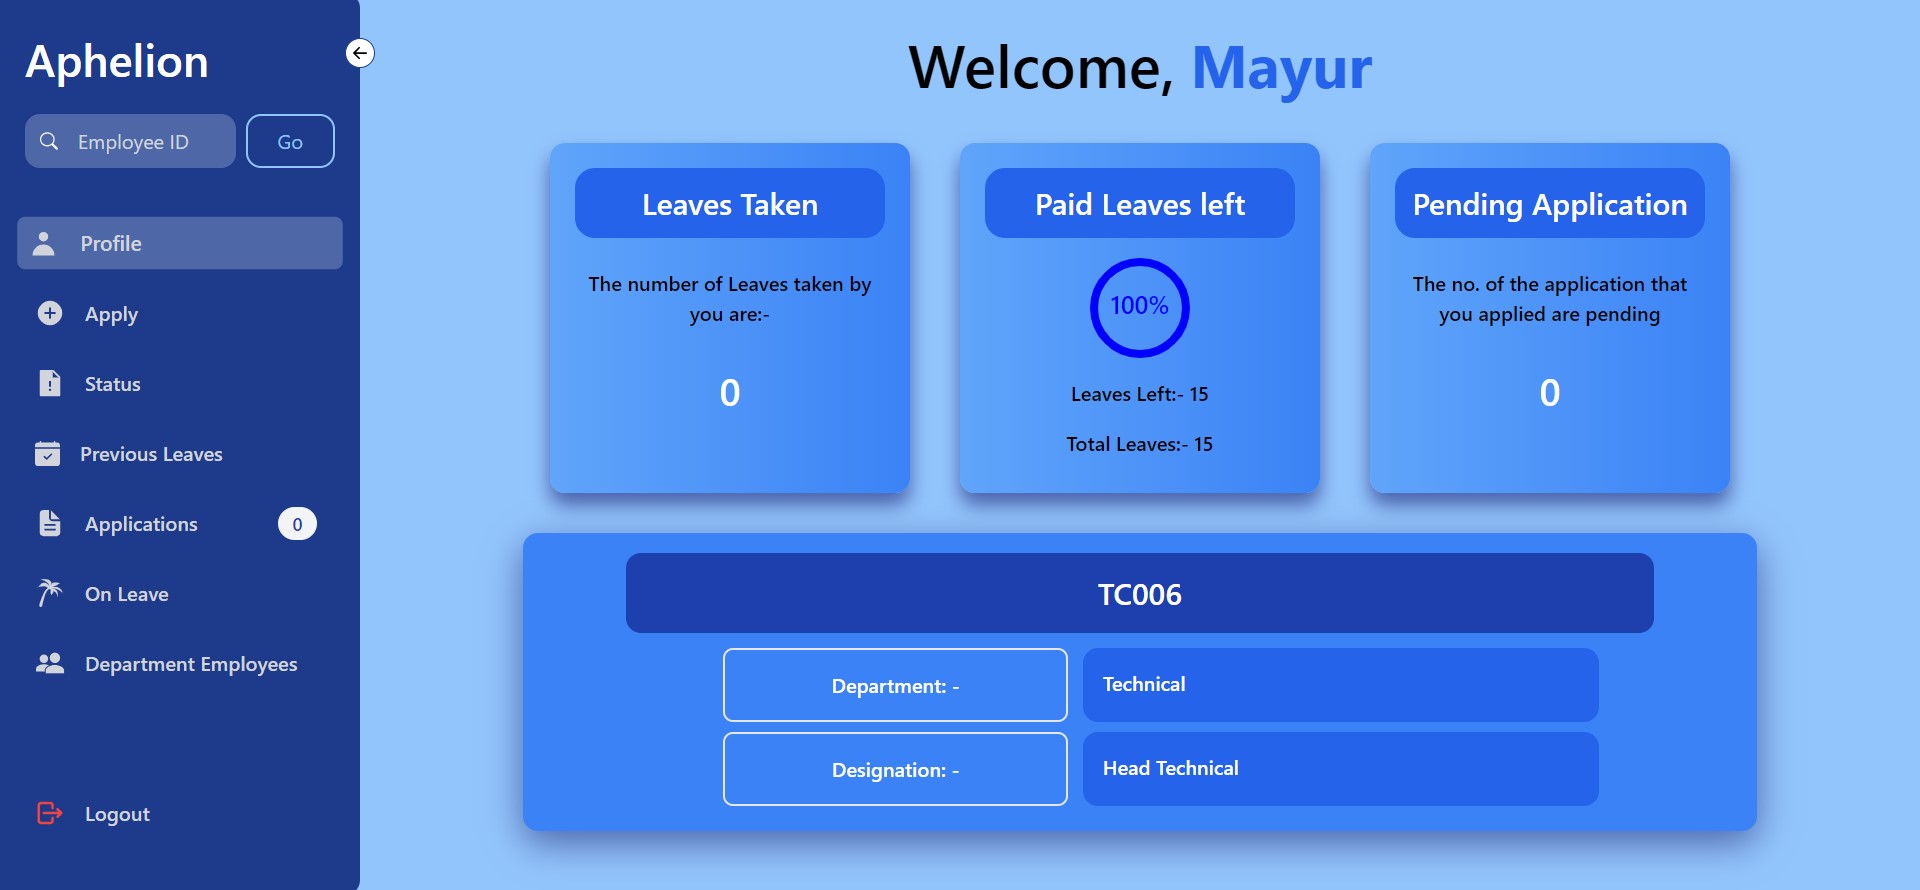 Aphelion
Employee ID
Go
Profile
Apply
Status
Previous Leaves
Applications
0
On Leave
Department Employees
Logout
Welcome, Mayur
Leaves Taken
The number of Leaves taken by
you are:-
0
Paid Leaves left
100%
Leaves Left:- 15
Total Leaves:- 15
Pending Application
The no. of the application that
you applied are pending
0
TC006
Department: -
Technical
Designation: -
Head Technical